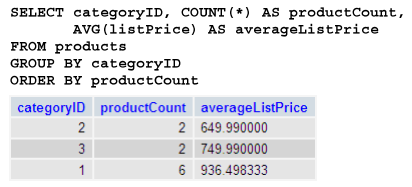 SELECT categoryID, COUNT(*) AS productCount,
       AVG(listPrice) AS averageListPrice
FROM products
GROUP BY categoryID
ORDER BY productCount
categoryID productCount averageListPrice
2 2 649.990000
3 2 749.990000
1 6 936.498333